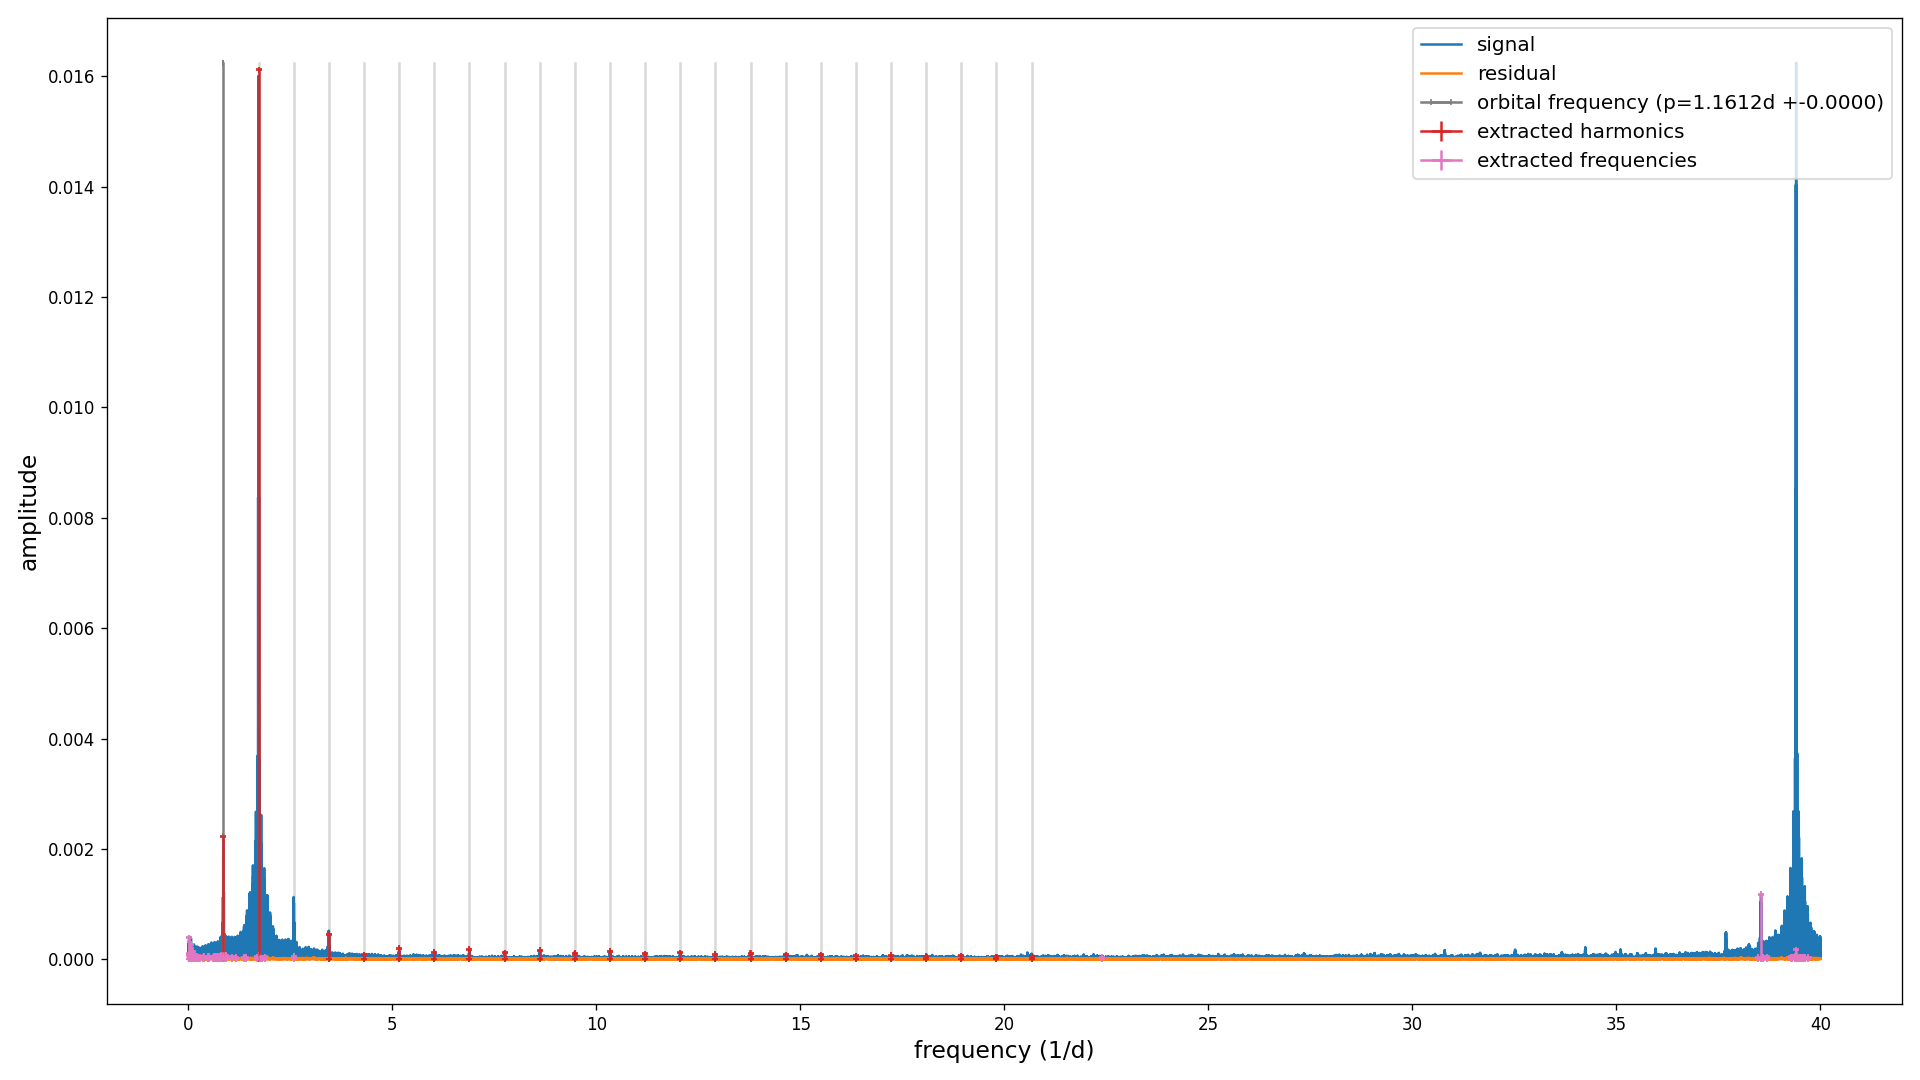 signal
residual
orbital frequency (p=1.1612d +-0.0000)
extracted harmonics
extracted frequencies
0.016
0.014
0.012
0.010
0.008
0.006
0.004
0.002
0.000
amplitude
0 5 10 15 20 25 30 35 40
frequency (1/d)